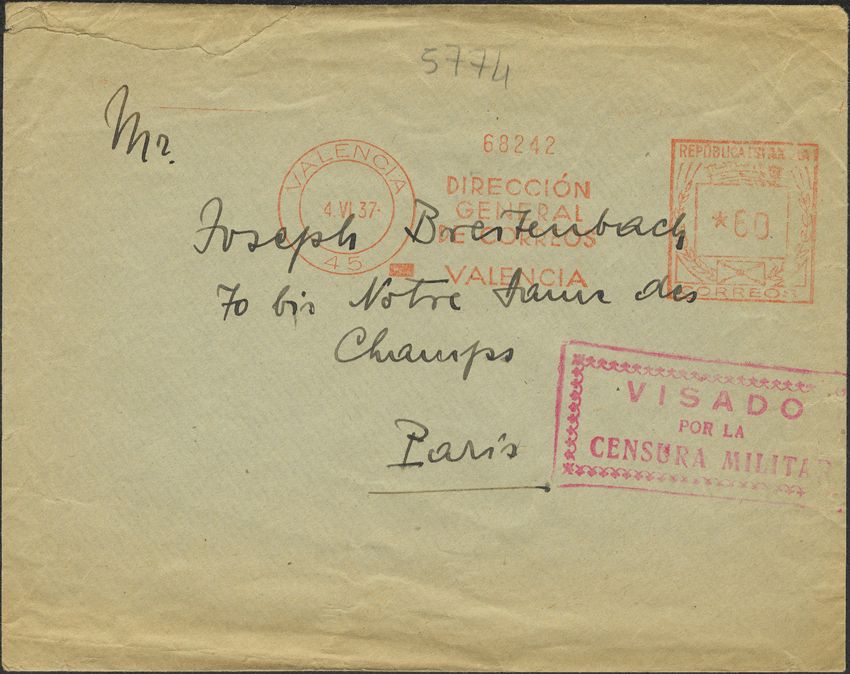 5774
Mr.
68242
VALENCIA
4.VI.37.
45
DIRECCIÓN
GENERAL
DE CORREOS
VALENCIA
REPÚBLICA ESPAÑOLA
*60
CORREOS
Joseph Breitenbach
70 bis Notre Dame des
Champs
Paris
VISADO
POR LA
CENSURA MILITAR